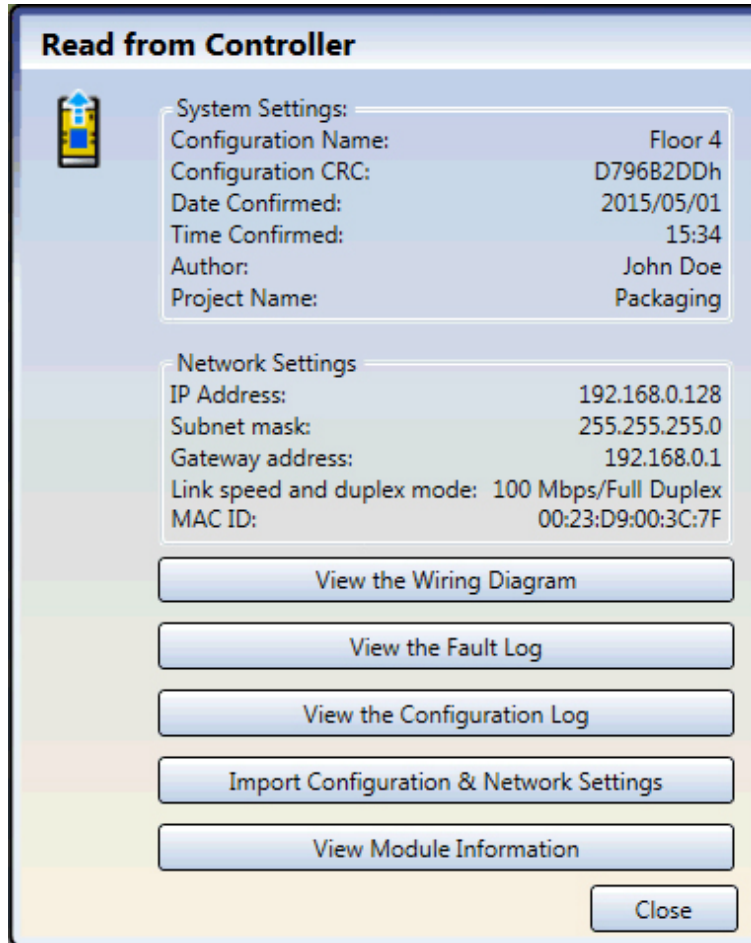 Read from Controller
System Settings:
Configuration Name: Floor 4
Configuration CRC: D796B2DDh
Date Confirmed: 2015/05/01
Time Confirmed: 15:34
Author: John Doe
Project Name: Packaging
Network Settings
IP Address: 192.168.0.128
Subnet mask: 255.255.255.0
Gateway address: 192.168.0.1
Link speed and duplex mode: 100 Mbps/Full Duplex
MAC ID: 00:23:D9:00:3C:7F
View the Wiring Diagram
View the Fault Log
View the Configuration Log
Import Configuration & Network Settings
View Module Information
Close